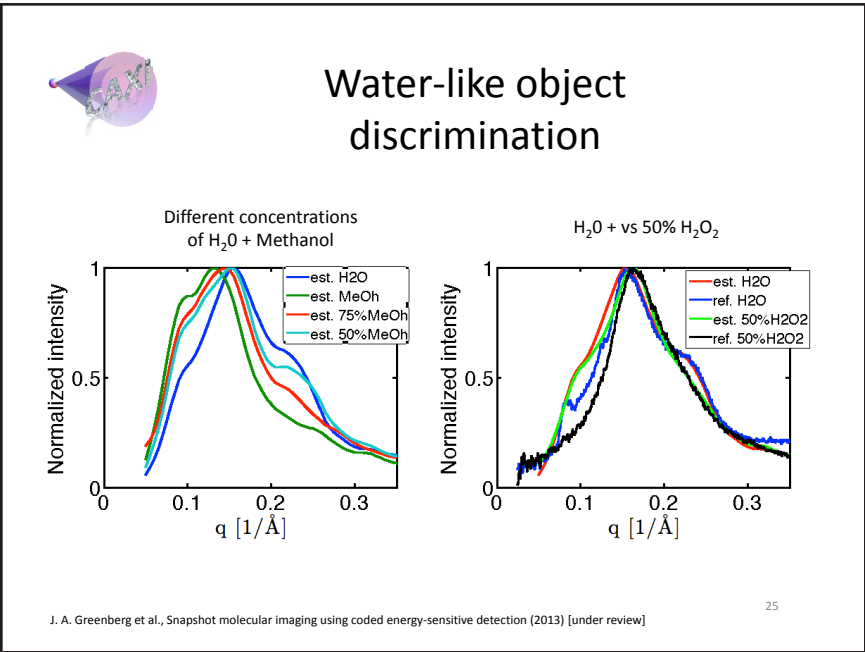 CAXI
Water-like object
discrimination
Different concentrations
of H₂0 + Methanol
H₂0 + vs 50% H₂O₂
1
0.5
0
0
0.1
0.2
0.3
Normalized intensity
q [1/Å]
est. H2O
est. MeOh
est. 75%MeOh
est. 50%MeOh
1
0.5
0
0
0.1
0.2
0.3
Normalized intensity
q [1/Å]
est. H2O
ref. H2O
est. 50%H2O2
ref. 50%H2O2
25
J. A. Greenberg et al., Snapshot molecular imaging using coded energy-sensitive detection (2013) [under review]